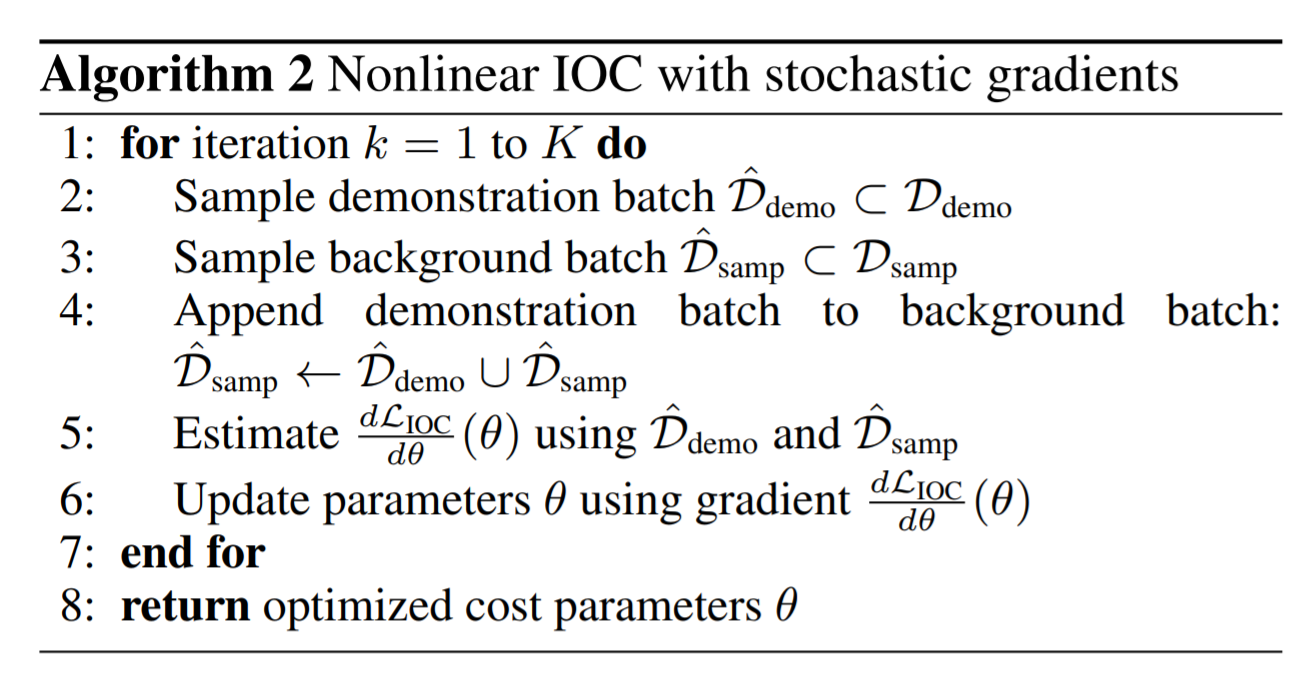 Algorithm 2 Nonlinear IOC with stochastic gradients
1: for iteration k = 1 to K do
2: Sample demonstration batch $\hat{\mathcal{D}}_{\text{demo}} \subset \mathcal{D}_{\text{demo}}$
3: Sample background batch $\hat{\mathcal{D}}_{\text{samp}} \subset \mathcal{D}_{\text{samp}}$
4: Append demonstration batch to background batch:
$\hat{\mathcal{D}}_{\text{samp}} \leftarrow \hat{\mathcal{D}}_{\text{demo}} \cup \hat{\mathcal{D}}_{\text{samp}}$
5: Estimate $\frac{d\mathcal{L}_{\text{IOC}}}{d\theta}(\theta)$ using $\hat{\mathcal{D}}_{\text{demo}}$ and $\hat{\mathcal{D}}_{\text{samp}}$
6: Update parameters $\theta$ using gradient $\frac{d\mathcal{L}_{\text{IOC}}}{d\theta}(\theta)$
7: end for
8: return optimized cost parameters $\theta$